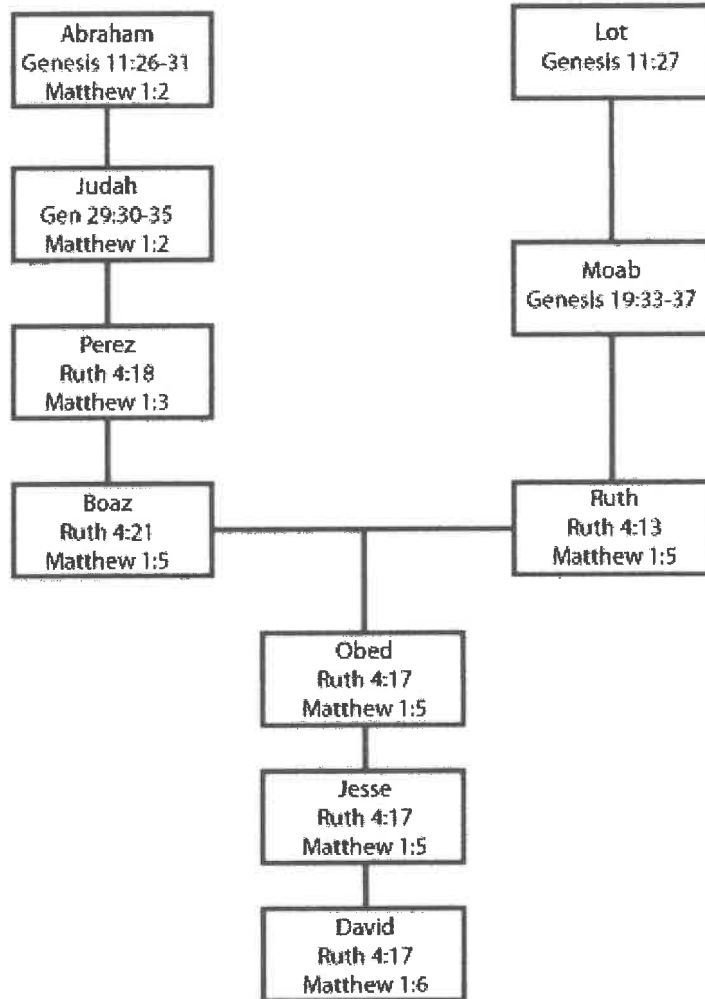 Abraham
Genesis 11:26-31
Matthew 1:2
Lot
Genesis 11:27
Judah
Gen 29:30-35
Matthew 1:2
Moab
Genesis 19:33-37
Perez
Ruth 4:18
Matthew 1:3
Boaz
Ruth 4:21
Matthew 1:5
Ruth
Ruth 4:13
Matthew 1:5
Obed
Ruth 4:17
Matthew 1:5
Jesse
Ruth 4:17
Matthew 1:5
David
Ruth 4:17
Matthew 1:6